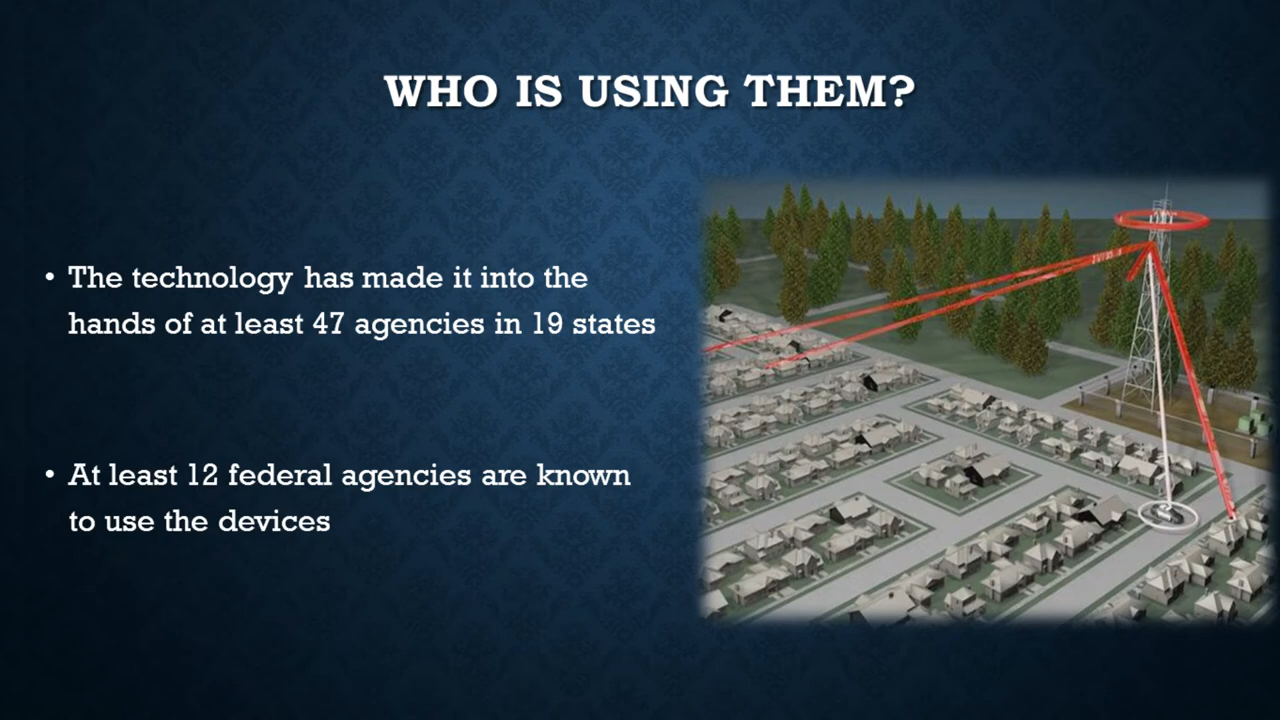 WHO IS USING THEM?
• The technology has made it into the
hands of at least 47 agencies in 19 states
• At least 12 federal agencies are known
to use the devices